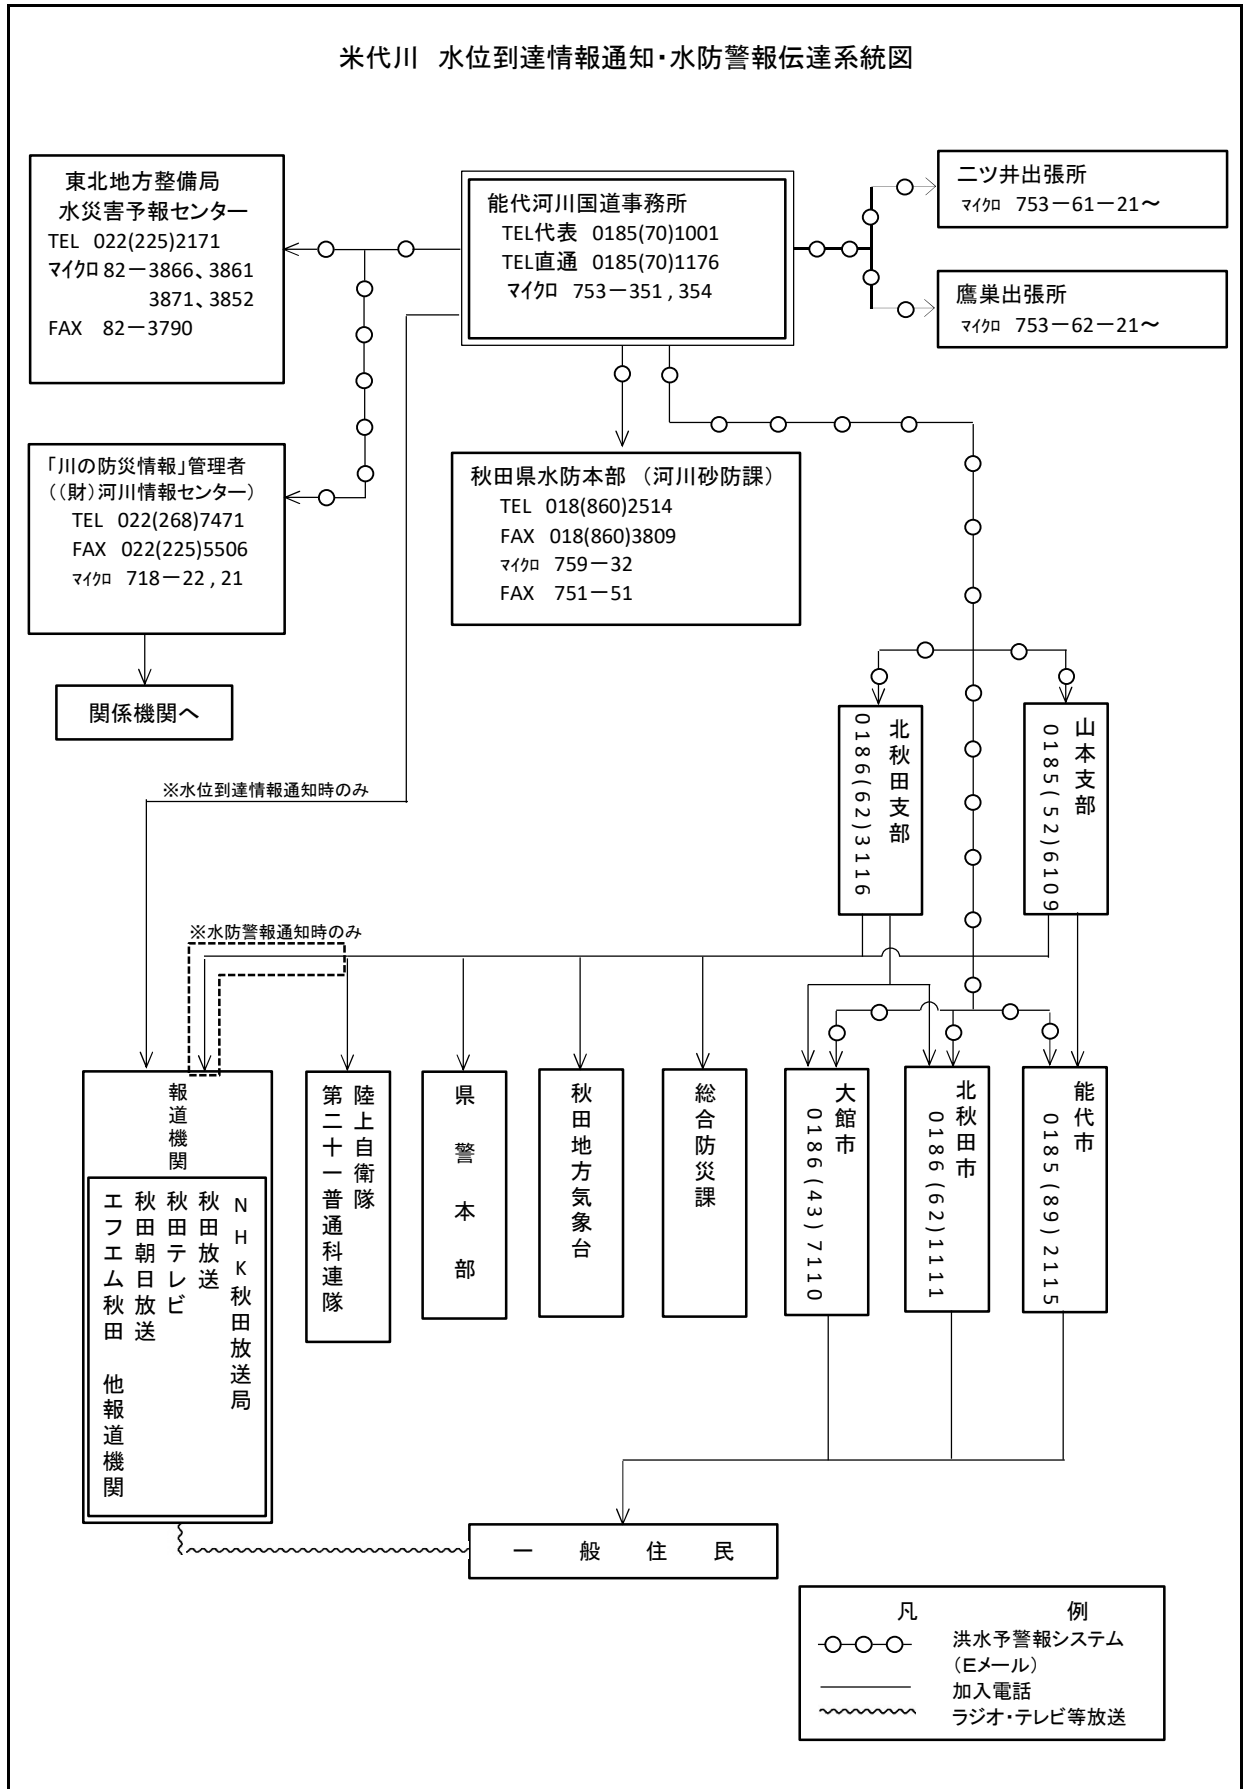 米代川 水位到達情報通知・水防警報伝達系統図
東北地方整備局
水災害予報センター
TEL 022(225)2171
マイクロ 82－3866、3861
3871、3852
FAX 82－3790
能代河川国道事務所
TEL代表 0185(70)1001
TEL直通 0185(70)1176
マイクロ 753－351 , 354
二ツ井出張所
マイクロ 753－61－21～
鷹巣出張所
マイクロ 753－62－21～
「川の防災情報」管理者
((財)河川情報センター)
TEL 022(268)7471
FAX 022(225)5506
マイクロ 718－22 , 21
秋田県水防本部 (河川砂防課)
TEL 018(860)2514
FAX 018(860)3809
マイクロ 759－32
FAX 751－51
関係機関へ
北秋田支部
0186(62)3116
山本支部
0185(52)6109
※水位到達情報通知時のみ
※水防警報通知時のみ
報道機関
NHK秋田放送局
秋田放送
秋田テレビ
秋田朝日放送
エフエム秋田 他報道機関
陸上自衛隊
第二十一普通科連隊
県警本部
秋田地方気象台
総合防災課
大館市
0186(43)7110
北秋田市
0186(62)1111
能代市
0185(89)2115
一般住民
凡例
洪水予警報システム
(Eメール)
加入電話
ラジオ・テレビ等放送